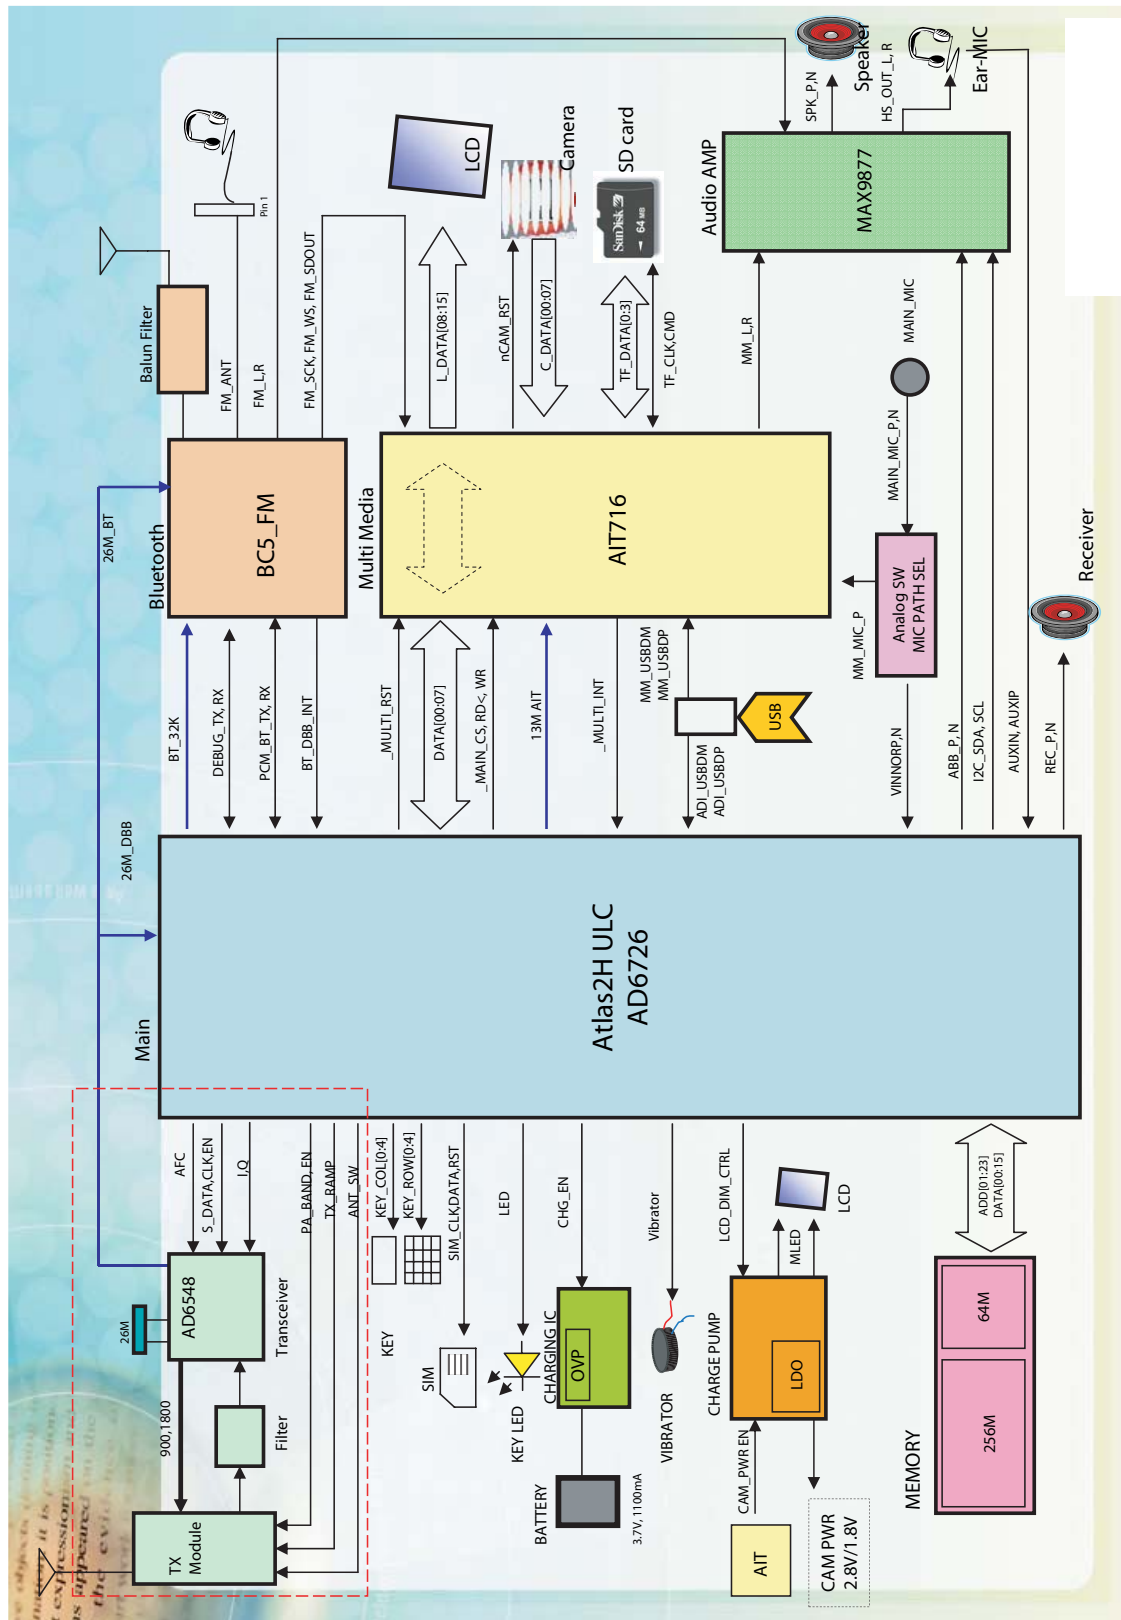 Speaker
SPK_P,N
HS_OUT_L,R
Ear-MIC
Audio AMP
MAX9877
LCD
Camera
SD card
SanDisk
64 MB
Pin 1
Balun Filter
FM_ANT
FM_L,R
FM_SCK, FM_WS, FM_SDOUT
L_DATA[08:15]
nCAM_RST
C_DATA[00:07]
TF_DATA[0:3]
TF_CLK,CMD
MM_L,R
MAIN_MIC
MAIN_MIC_P,N
26M_BT
Bluetooth
BC5_FM
Multi Media
AIT716
Analog SW
MIC PATH SEL
MM_MIC_P
Receiver
BT_32K
DEBUG_TX, RX
PCM_BT_TX, RX
BT_DBB_INT
_MULTI_RST
DATA[00:07]
_MAIN_CS, RD<, WR
13M AIT
_MULTI_INT
MM_USBDM
MM_USBDP
USB
ADI_USBDM
ADI_USBDP
VINNORP,N
ABB_P, N
I2C_SDA, SCL
AUXIN, AUXIP
REC_P,N
26M_DBB
Main
Atlas2H ULC
AD6726
AFC
S_DATA,CLK,EN
I,Q
PA_BAND, EN
TX_RAMP
ANT_SW
KEY_COL[0:4]
KEY_ROW[0:4]
SIM_CLK,DATA,RST
LED
CHG_EN
Vibrator
LCD_DIM_CTRL
MLED
LCD
ADD[01:23]
DATA[00:15]
26M
AD6548
Transceiver
900,1800
Filter
TX
Module
KEY
SIM
KEY LED
CHARGING IC
OVP
BATTERY
3.7V, 1100mA
VIBRATOR
CHARGE PUMP
LDO
CAM_PWR EN
AIT
CAM PWR
2.8V/1.8V
MEMORY
64M
256M